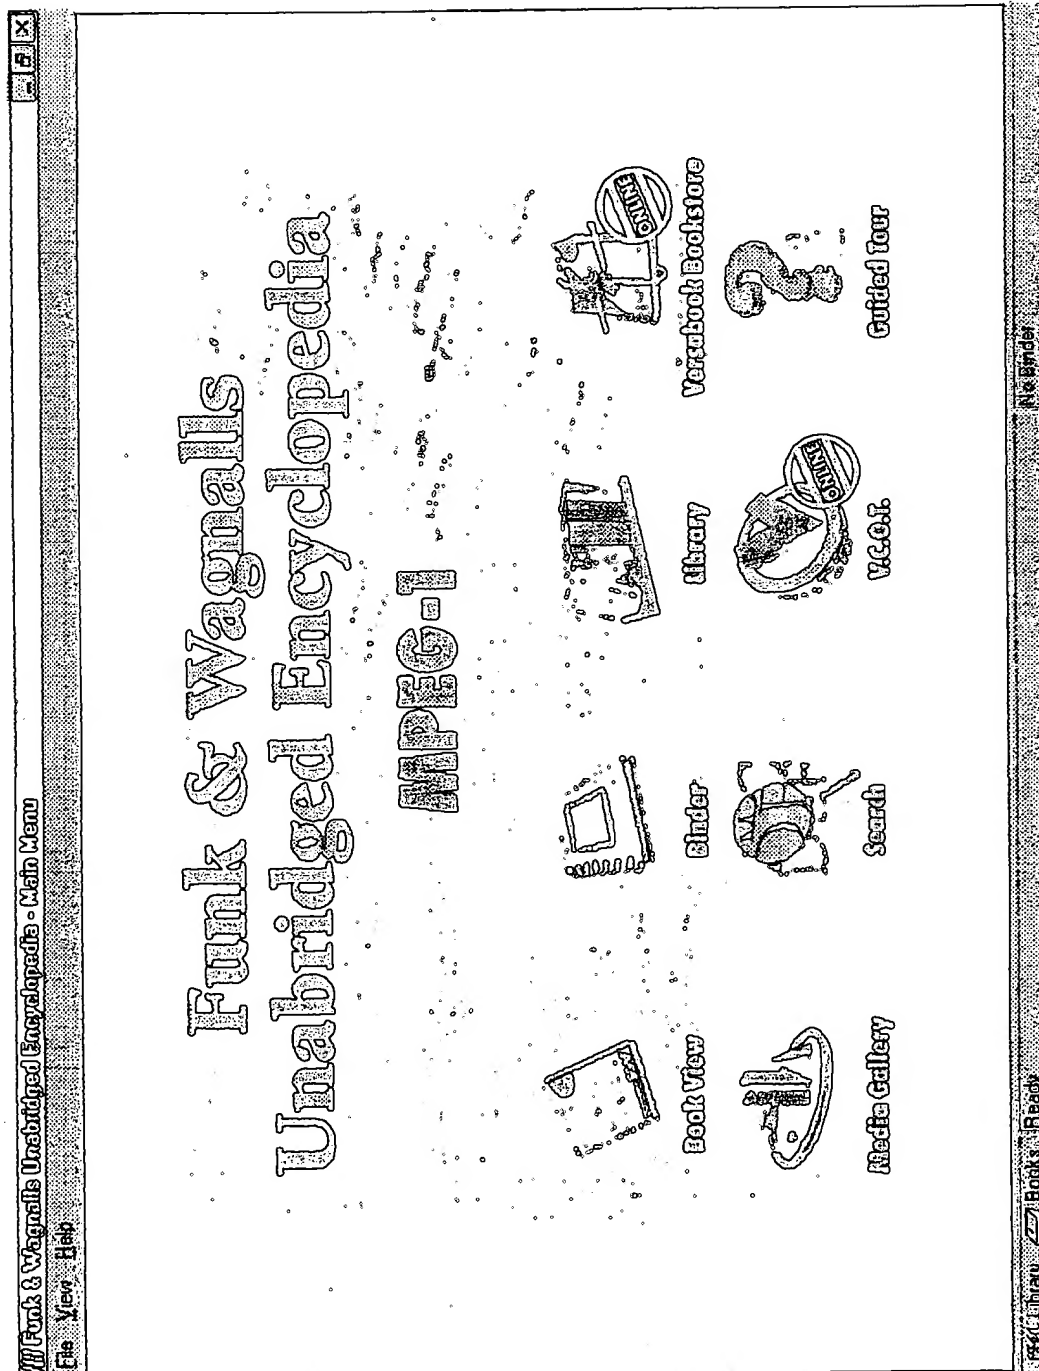 Funk & Wagnalls Unabridged Encyclopedia - Main Menu
File View Help
Funk & Wagnalls
Unabridged Encyclopedia
MPEG-1
ONLINE
Book View Binder Library Versabook Bookstore
ONLINE
Media Gallery Search V.C.O.T. Guided Tour
Library Books Ready No Binder